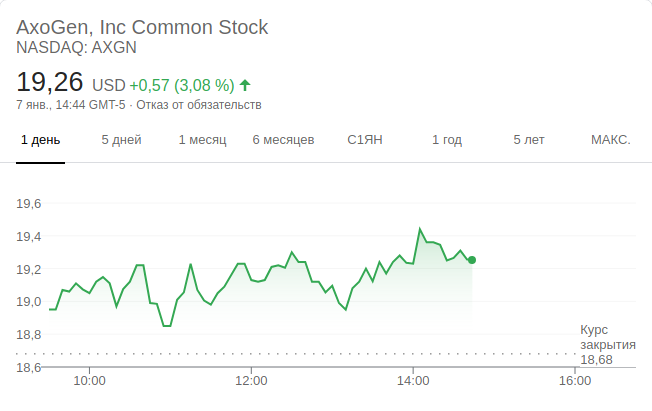 AxoGen, Inc Common Stock
NASDAQ: AXGN
19,26 USD +0,57 (3,08 %)
7 янв., 14:44 GMT-5 · Отказ от обязательств
1 день 5 дней 1 месяц 6 месяцев С1ЯН 1 год 5 лет МАКС.
19,6
19,4
19,2
19,0
18,8
18,6
Курс
закрытия
18,68
10:00 12:00 14:00 16:00